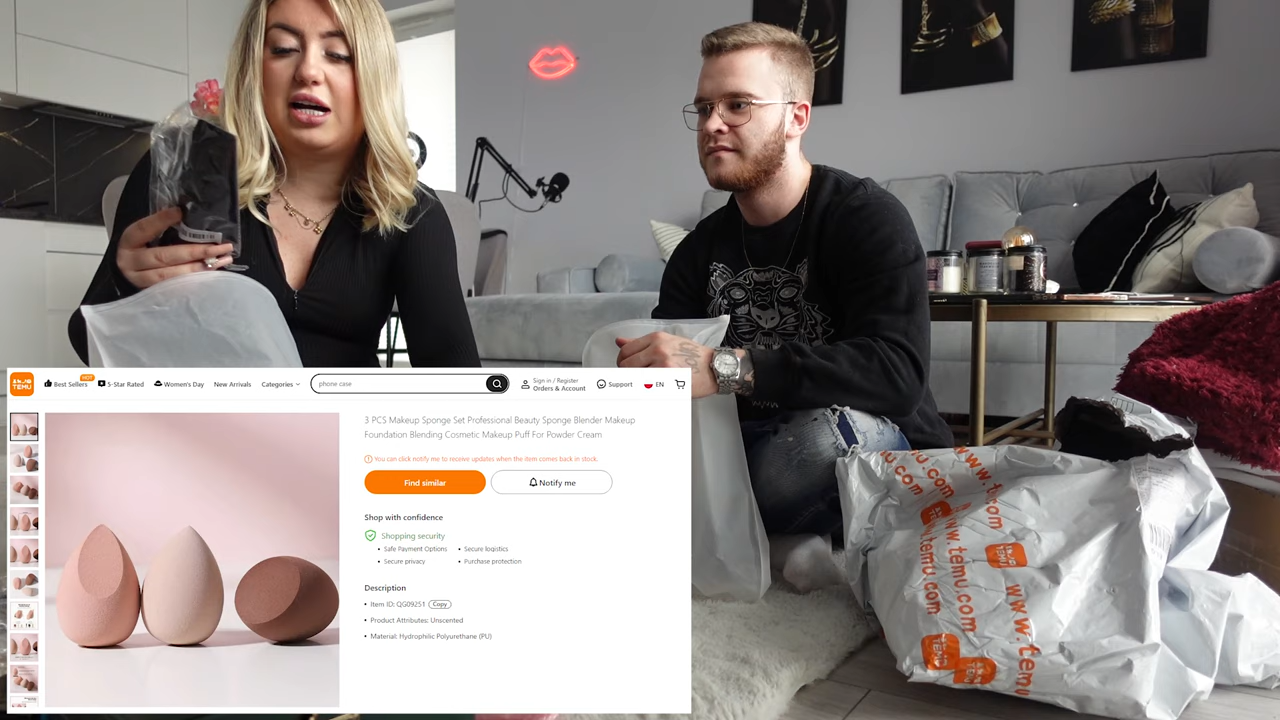 TEMU
Best Sellers
HOT
5-Star Rated
Women's Day
New Arrivals
Categories
phone case
Sign in / Register
Orders & Account
Support
EN
3 PCS Makeup Sponge Set Professional Beauty Sponge Blender Makeup
Foundation Blending Cosmetic Makeup Puff For Powder Cream
You can click notify me to receive updates when the item comes back in stock.
Find similar
Notify me
Shop with confidence
Shopping security
• Safe Payment Options • Secure logistics
• Secure privacy • Purchase protection
Description
• Item ID: QG09251 Copy
• Product Attributes: Unscented
• Material: Hydrophilic Polyurethane (PU)
www.temu.com
www.temu.com
TEMU
TEMU
TEMU